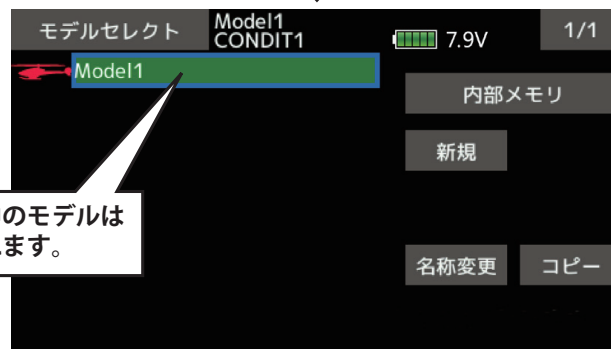 モデルセレクト
Model1
CONDIT1
7.9V
1/1
Model1
内部メモリ
新規
のモデルは
ます。
名称変更
コピー